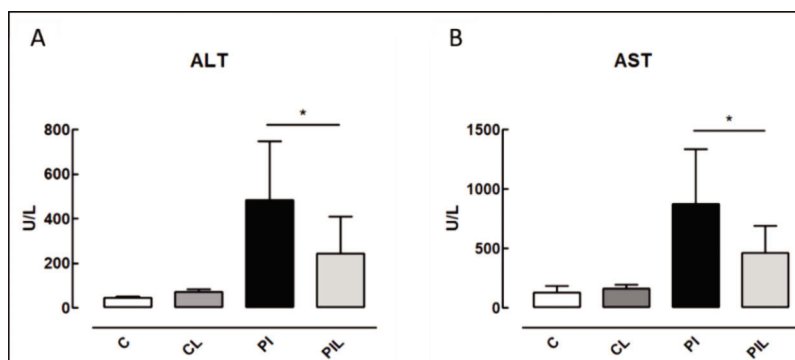 A
ALT
U/L
800
600
400
200
0
*
C
CL
PI
PIL
B
AST
U/L
1500
1000
500
0
*
C
CL
PI
PIL